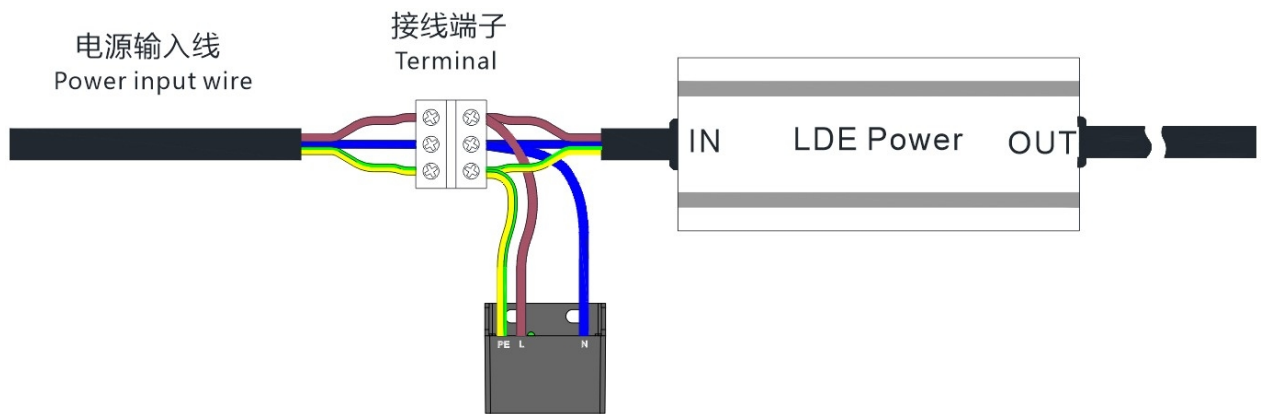 电源输入线
Power input wire
接线端子
Terminal
IN
LDE Power
OUT
PE L N